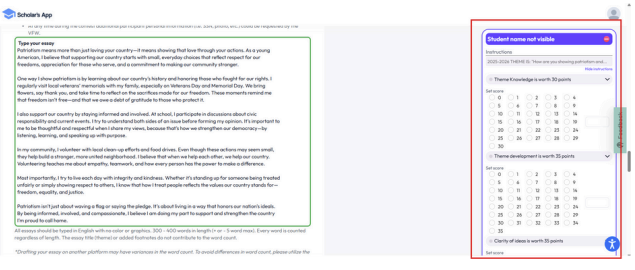 Scholar's App
• At any time during the contest additional participant personal information (i.e. SSN, photo, etc.) could be requested by the
VFW.
Type your essay
Patriotism means more than just loving your country—it means showing that love through your actions. As a young
American, I believe that supporting our country starts with small, everyday choices that reflect respect for our
freedoms, appreciation for those who serve, and a commitment to making our community stronger.
One way I show patriotism is by learning about our country's history and honoring those who fought for our rights. I
regularly visit local veterans' memorials with my family, especially on Veterans Day and Memorial Day. We bring
flowers, say thank you, and take time to reflect on the sacrifices made for our freedom. These moments remind me
that freedom isn't free—and that we owe a debt of gratitude to those who protect it.
I also support our country by staying informed and involved. At school, I participate in discussions about civic
responsibility and current events. I try to understand both sides of an issue before forming my opinion. It's important to
me to be thoughtful and respectful when I share my views, because that's how we strengthen our democracy—by
listening, learning, and speaking up with purpose.
In my community, I volunteer with local clean-up efforts and food drives. Even though these actions may seem small,
they help build a stronger, more united neighborhood. I believe that when we help each other, we help our country.
Volunteering teaches me about empathy, teamwork, and how every person has the power to make a difference.
Most importantly, I try to live each day with integrity and kindness. Whether it's standing up for someone being treated
unfairly or simply showing respect to others, I know that how I treat people reflects the values our country stands for—
freedom, equality, and justice.
Patriotism isn't just about waving a flag or saying the pledge. It's about living in a way that honors our nation's ideals.
By being informed, involved, and compassionate, I believe I am doing my part to support and strengthen the country
I'm proud to call home.
All essays should be typed in English with no color or graphics. 300 - 400 words in length (+ or - 5 word max). Every word is counted
regardless of length. The essay title (theme) or added footnotes do not contribute to the word count.
*Drafting your essay on another platform may have variances in the word count. To avoid differences in word count, please utilize the
Student name not visible
Instructions
2025-2026 THEME IS: "How are you showing patriotism and...
Hide instructions
Theme Knowledge is worth 30 points
Set score
0 1 2 3 4
5 6 7 8 9
10 11 12 13 14
15 16 17 18 19
20 21 22 23 24
25 26 27 28 29
30
Theme development is worth 35 points
Set score
0 1 2 3 4
5 6 7 8 9
10 11 12 13 14
15 16 17 18 19
20 21 22 23 24
25 26 27 28 29
30 31 32 33 34
35
Clarity of ideas is worth 35 points
Set score
Feedback